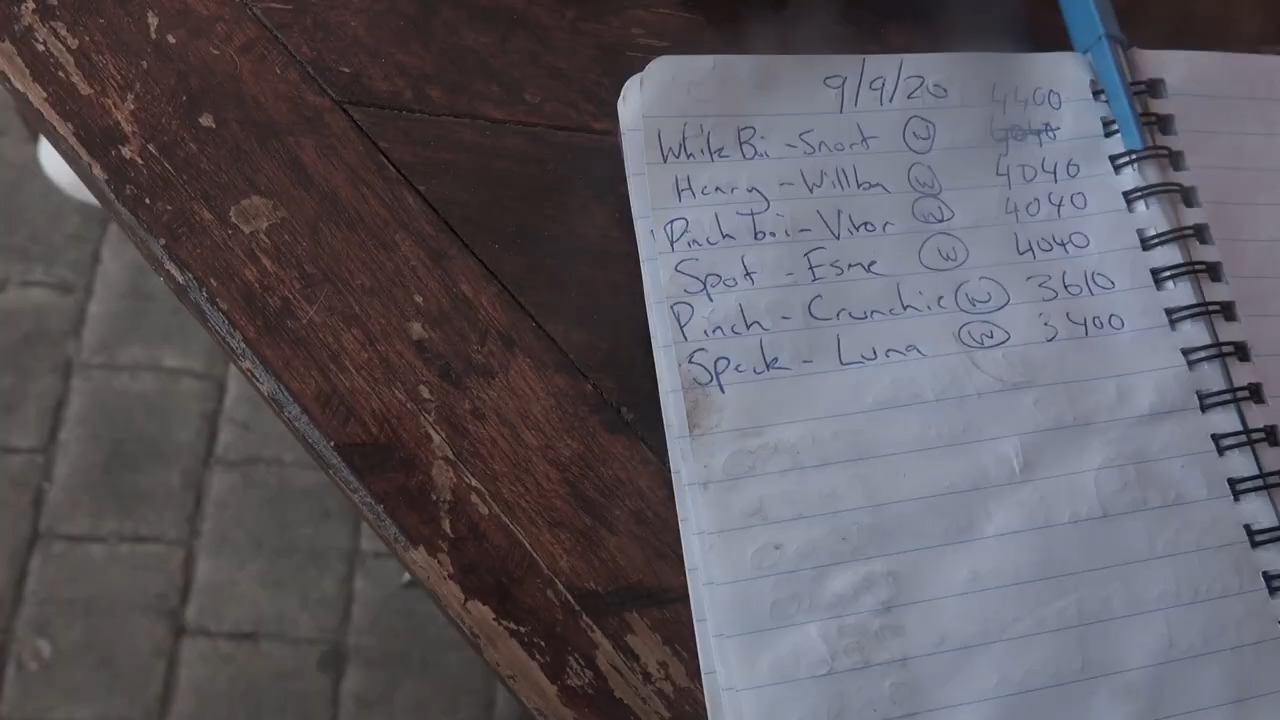 9/9/20 4400
White Boi - Snort W
Henry - Willba W 4040
Pinch boi - Viror W 4040
Spot - Esme W 4040
Pinch - Crunchie W 3610
Speck - Luna W 3400